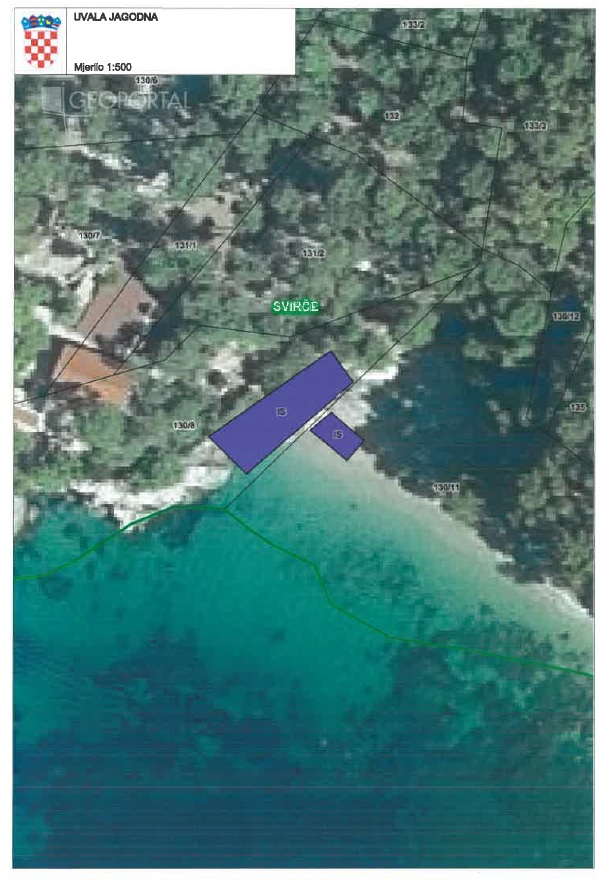 UVALA JAGODNA
Mjerilo 1:500
133/2
130/6
GEOPORTAL
132
133/3
130/7
131/1
131/2
SVIRČE
130/12
135
IS
130/8
IS
130/11